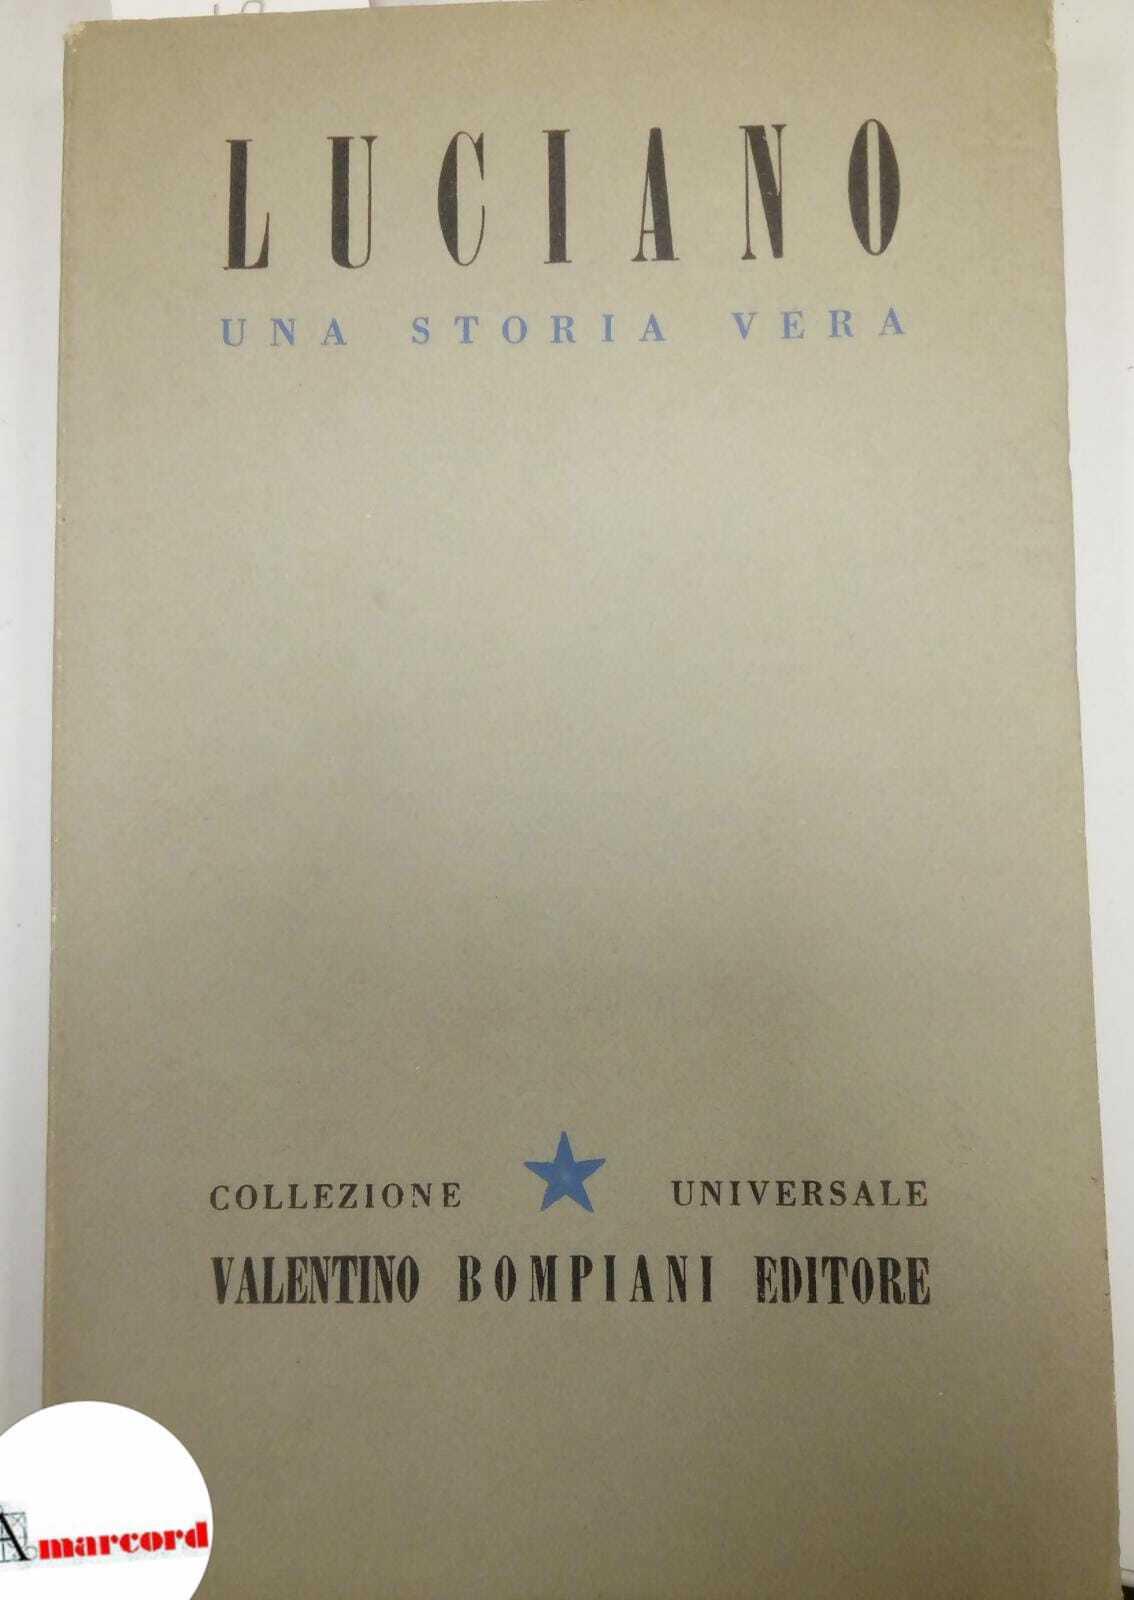 LUCIANO
UNA STORIA VERA
COLLEZIONE UNIVERSALE
VALENTINO BOMPIANI EDITORE
Amarcord